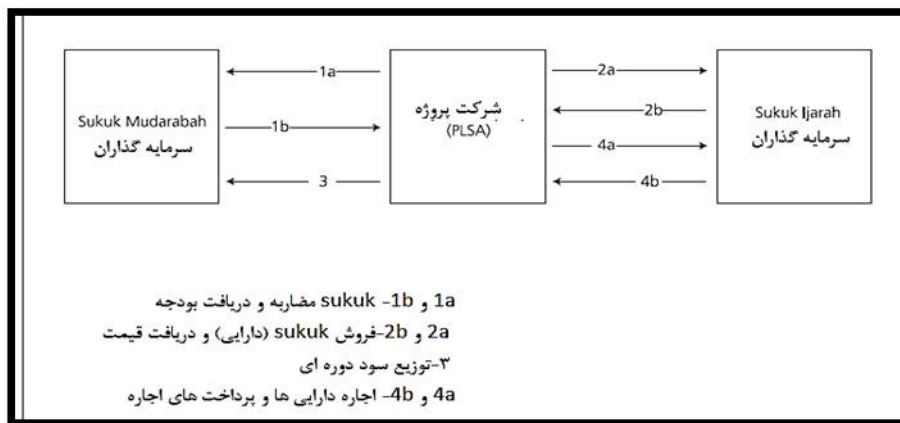 Sukuk Mudarabah
سرمایه گذاران
1a
1b
3
شرکت پروژه
(PLSA)
2a
2b
4a
4b
Sukuk Ijarah
سرمایه گذاران
1a و 1b- sukuk مضاربه و دریافت بودجه
2a و 2b-فروش sukuk (دارایی) و دریافت قیمت
۳-توزیع سود دوره ای
4a و 4b- اجاره دارایی ها و پرداخت های اجاره